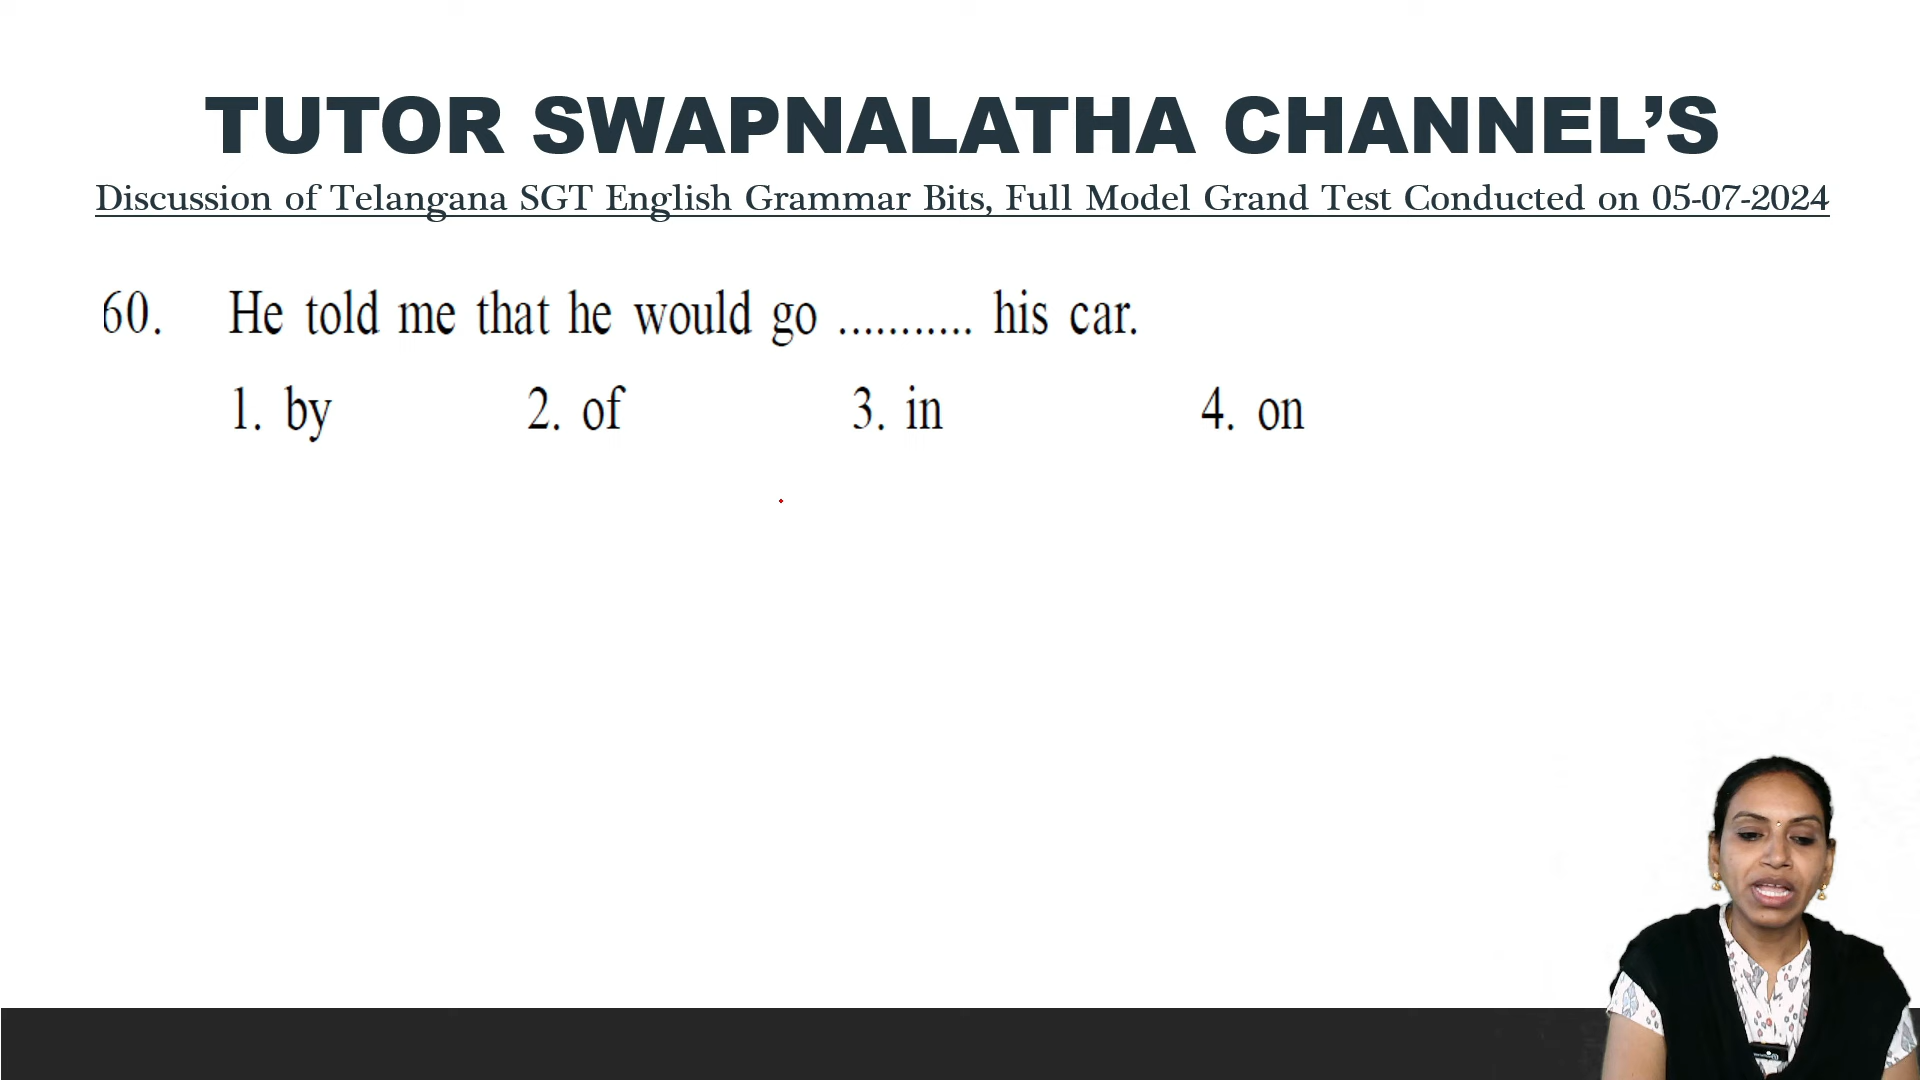 TUTOR SWAPNALATHA CHANNEL’S
Discussion of Telangana SGT English Grammar Bits, Full Model Grand Test Conducted on 05-07-2024
60. He told me that he would go ........... his car.
1. by 2. of 3. in 4. on